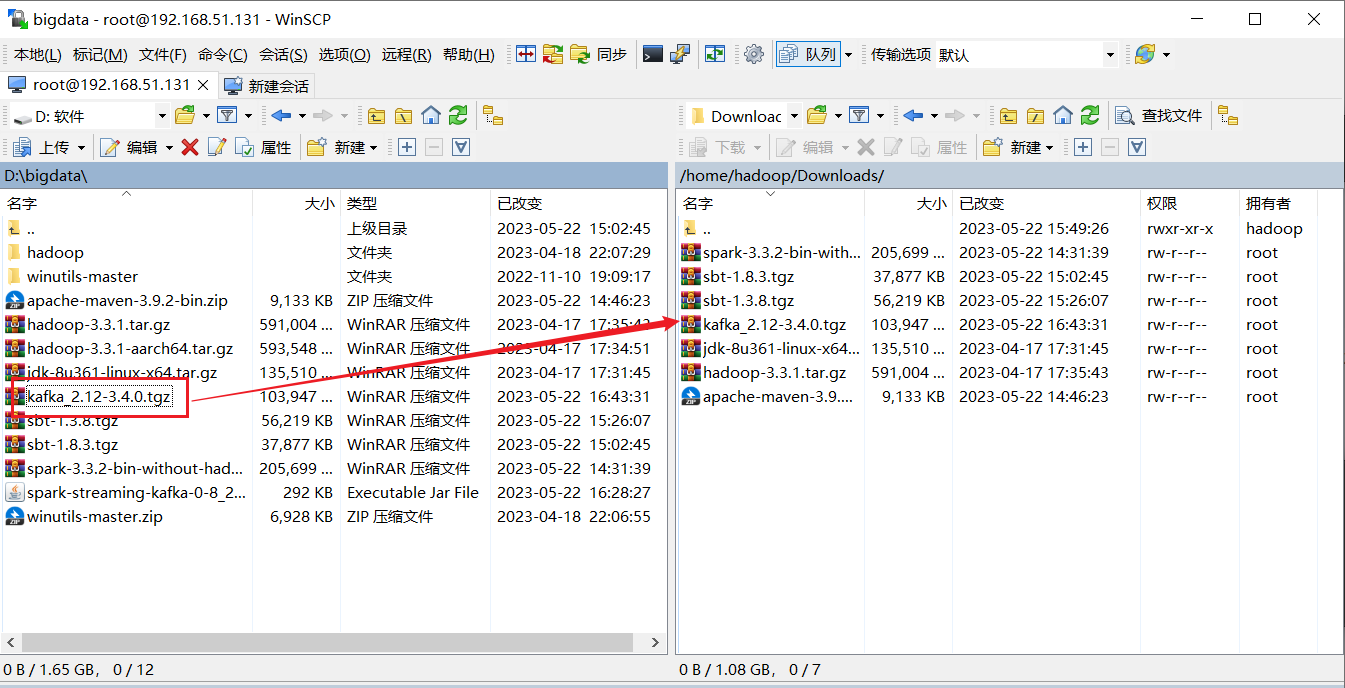 bigdata - root@192.168.51.131 - WinSCP
本地(L) 标记(M) 文件(F) 命令(C) 会话(S) 选项(O) 远程(R) 帮助(H) 同步 队列 传输选项 默认
root@192.168.51.131 新建会话
D: 软件
上传 编辑 属性 新建
D:\bigdata\
名字 大小 类型 已改变
.. 上级目录 2023-05-22 15:02:45
hadoop 文件夹 2023-04-18 22:07:29
winutils-master 文件夹 2022-11-10 19:09:17
apache-maven-3.9.2-bin.zip 9,133 KB ZIP 压缩文件 2023-05-22 14:46:23
hadoop-3.3.1.tar.gz 591,004 ... WinRAR 压缩文件 2023-04-17 17:35:43
hadoop-3.3.1-aarch64.tar.gz 593,548 ... WinRAR 压缩文件 2023-04-17 17:34:51
jdk-8u361-linux-x64.tar.gz 135,510 ... WinRAR 压缩文件 2023-04-17 17:31:45
kafka_2.12-3.4.0.tgz 103,947 ... WinRAR 压缩文件 2023-05-22 16:43:31
sbt-1.3.8.tgz 56,219 KB WinRAR 压缩文件 2023-05-22 15:26:07
sbt-1.8.3.tgz 37,877 KB WinRAR 压缩文件 2023-05-22 15:02:45
spark-3.3.2-bin-without-had... 205,699 ... WinRAR 压缩文件 2023-05-22 14:31:39
spark-streaming-kafka-0-8_2... 292 KB Executable Jar File 2023-05-22 16:28:27
winutils-master.zip 6,928 KB ZIP 压缩文件 2023-04-18 22:06:55
0 B / 1.65 GB, 0 / 12
Downloac 查找文件
下载 编辑 属性 新建
/home/hadoop/Downloads/
名字 大小 已改变 权限 拥有者
.. 2023-05-22 15:49:26 rwxr-xr-x hadoop
spark-3.3.2-bin-with... 205,699 ... 2023-05-22 14:31:39 rw-r--r-- root
sbt-1.8.3.tgz 37,877 KB 2023-05-22 15:02:45 rw-r--r-- root
sbt-1.3.8.tgz 56,219 KB 2023-05-22 15:26:07 rw-r--r-- root
kafka_2.12-3.4.0.tgz 103,947 ... 2023-05-22 16:43:31 rw-r--r-- root
jdk-8u361-linux-x64... 135,510 ... 2023-04-17 17:31:45 rw-r--r-- root
hadoop-3.3.1.tar.gz 591,004 ... 2023-04-17 17:35:43 rw-r--r-- root
apache-maven-3.9.... 9,133 KB 2023-05-22 14:46:23 rw-r--r-- root
0 B / 1.08 GB, 0 / 7